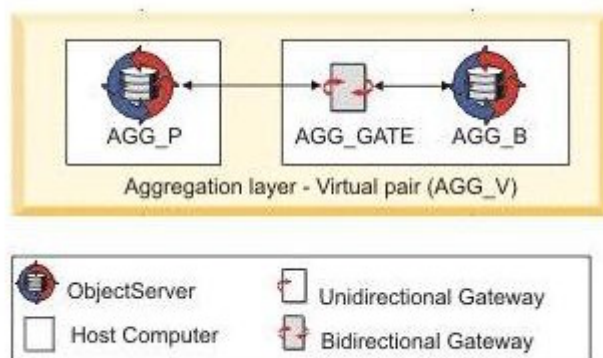 AGG_P
AGG_GATE
AGG_B
Aggregation layer - Virtual pair (AGG_V)
ObjectServer
Unidirectional Gateway
Host Computer
Bidirectional Gateway